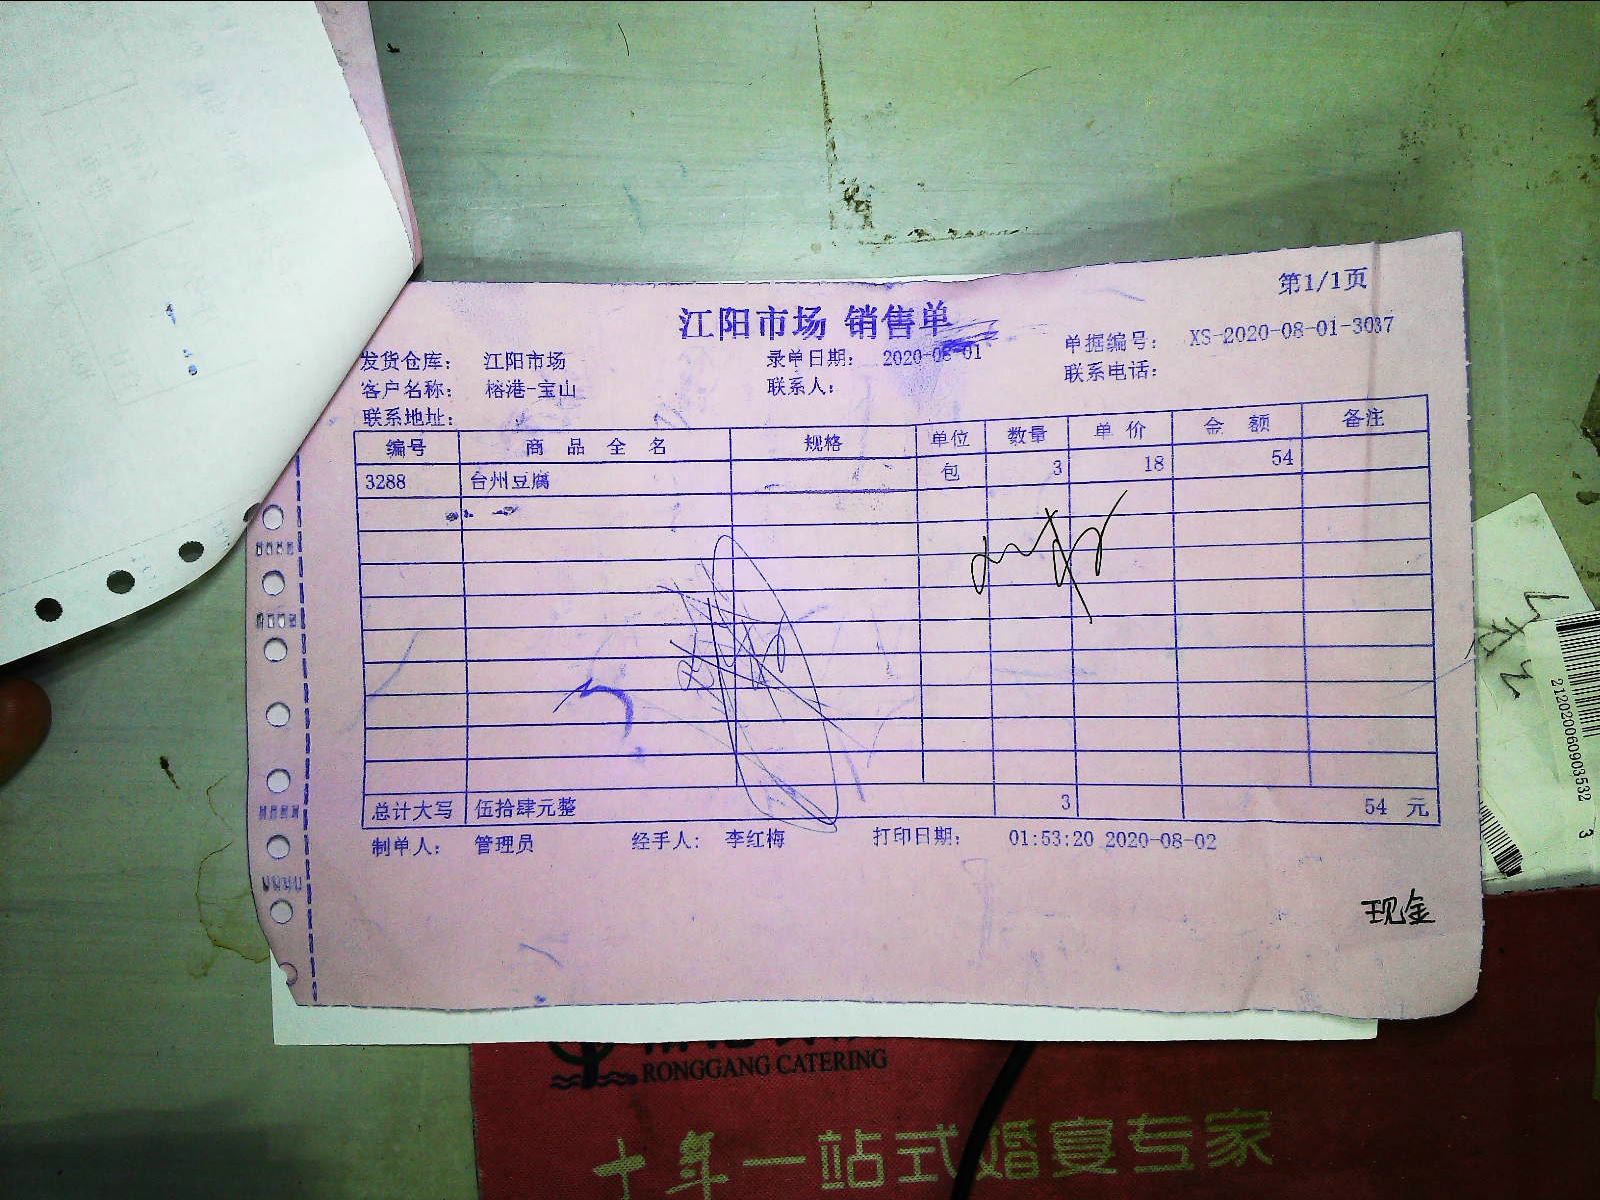 第1/1页
江阳市场 销售单
发货仓库: 江阳市场 录单日期: 2020-08-01 单据编号: XS-2020-08-01-3037
客户名称: 榕港-宝山 联系人: 联系电话:
联系地址:
编号 商品全名 规格 单位 数量 单价 金额 备注
3288 台州豆腐 包 3 18 54
总计大写 伍拾肆元整 3 54 元
制单人: 管理员 经手人: 李红梅 打印日期: 01:53:20 2020-08-02
现金
212020060903532 3
RONGGANG CATERING
十年一站式婚宴专家